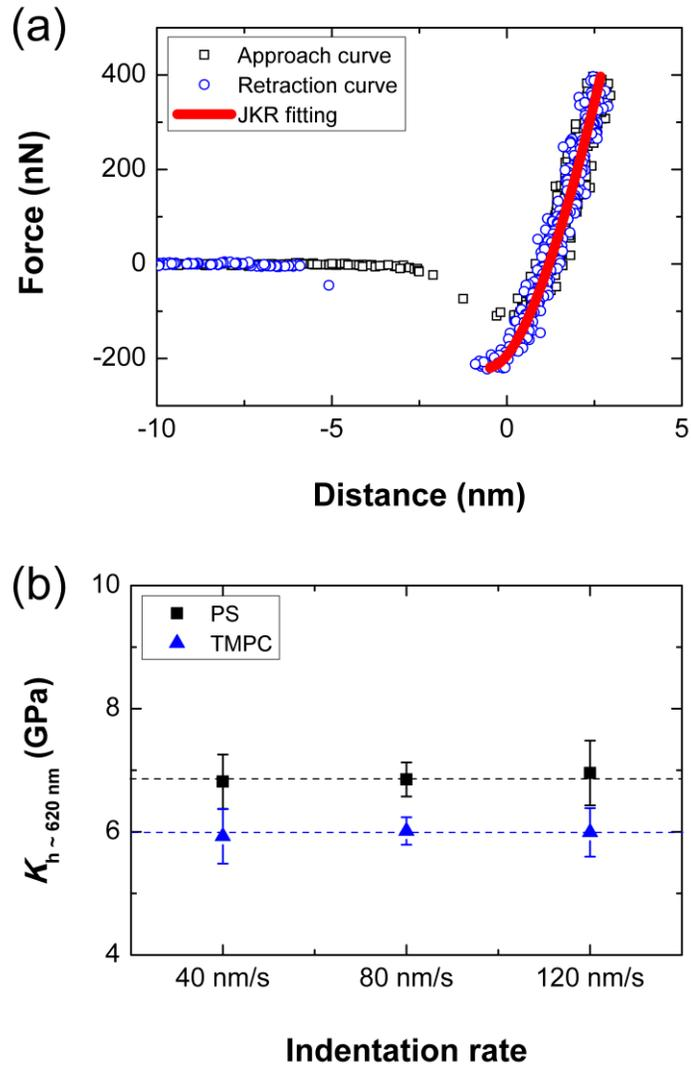 (a)
Approach curve
Retraction curve
JKR fitting
Force (nN)
400
200
0
-200
-10 -5 0 5
Distance (nm)
(b)
PS
TMPC
K h ~ 620 nm (GPa)
10
8
6
4
40 nm/s 80 nm/s 120 nm/s
Indentation rate